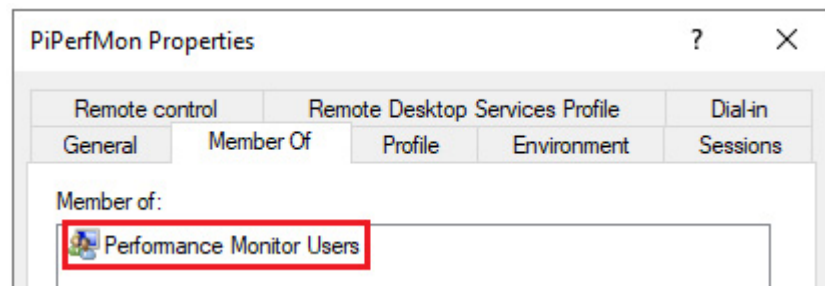 PiPerfMon Properties
Remote control Remote Desktop Services Profile Dial-in
General Member Of Profile Environment Sessions
Member of:
Performance Monitor Users